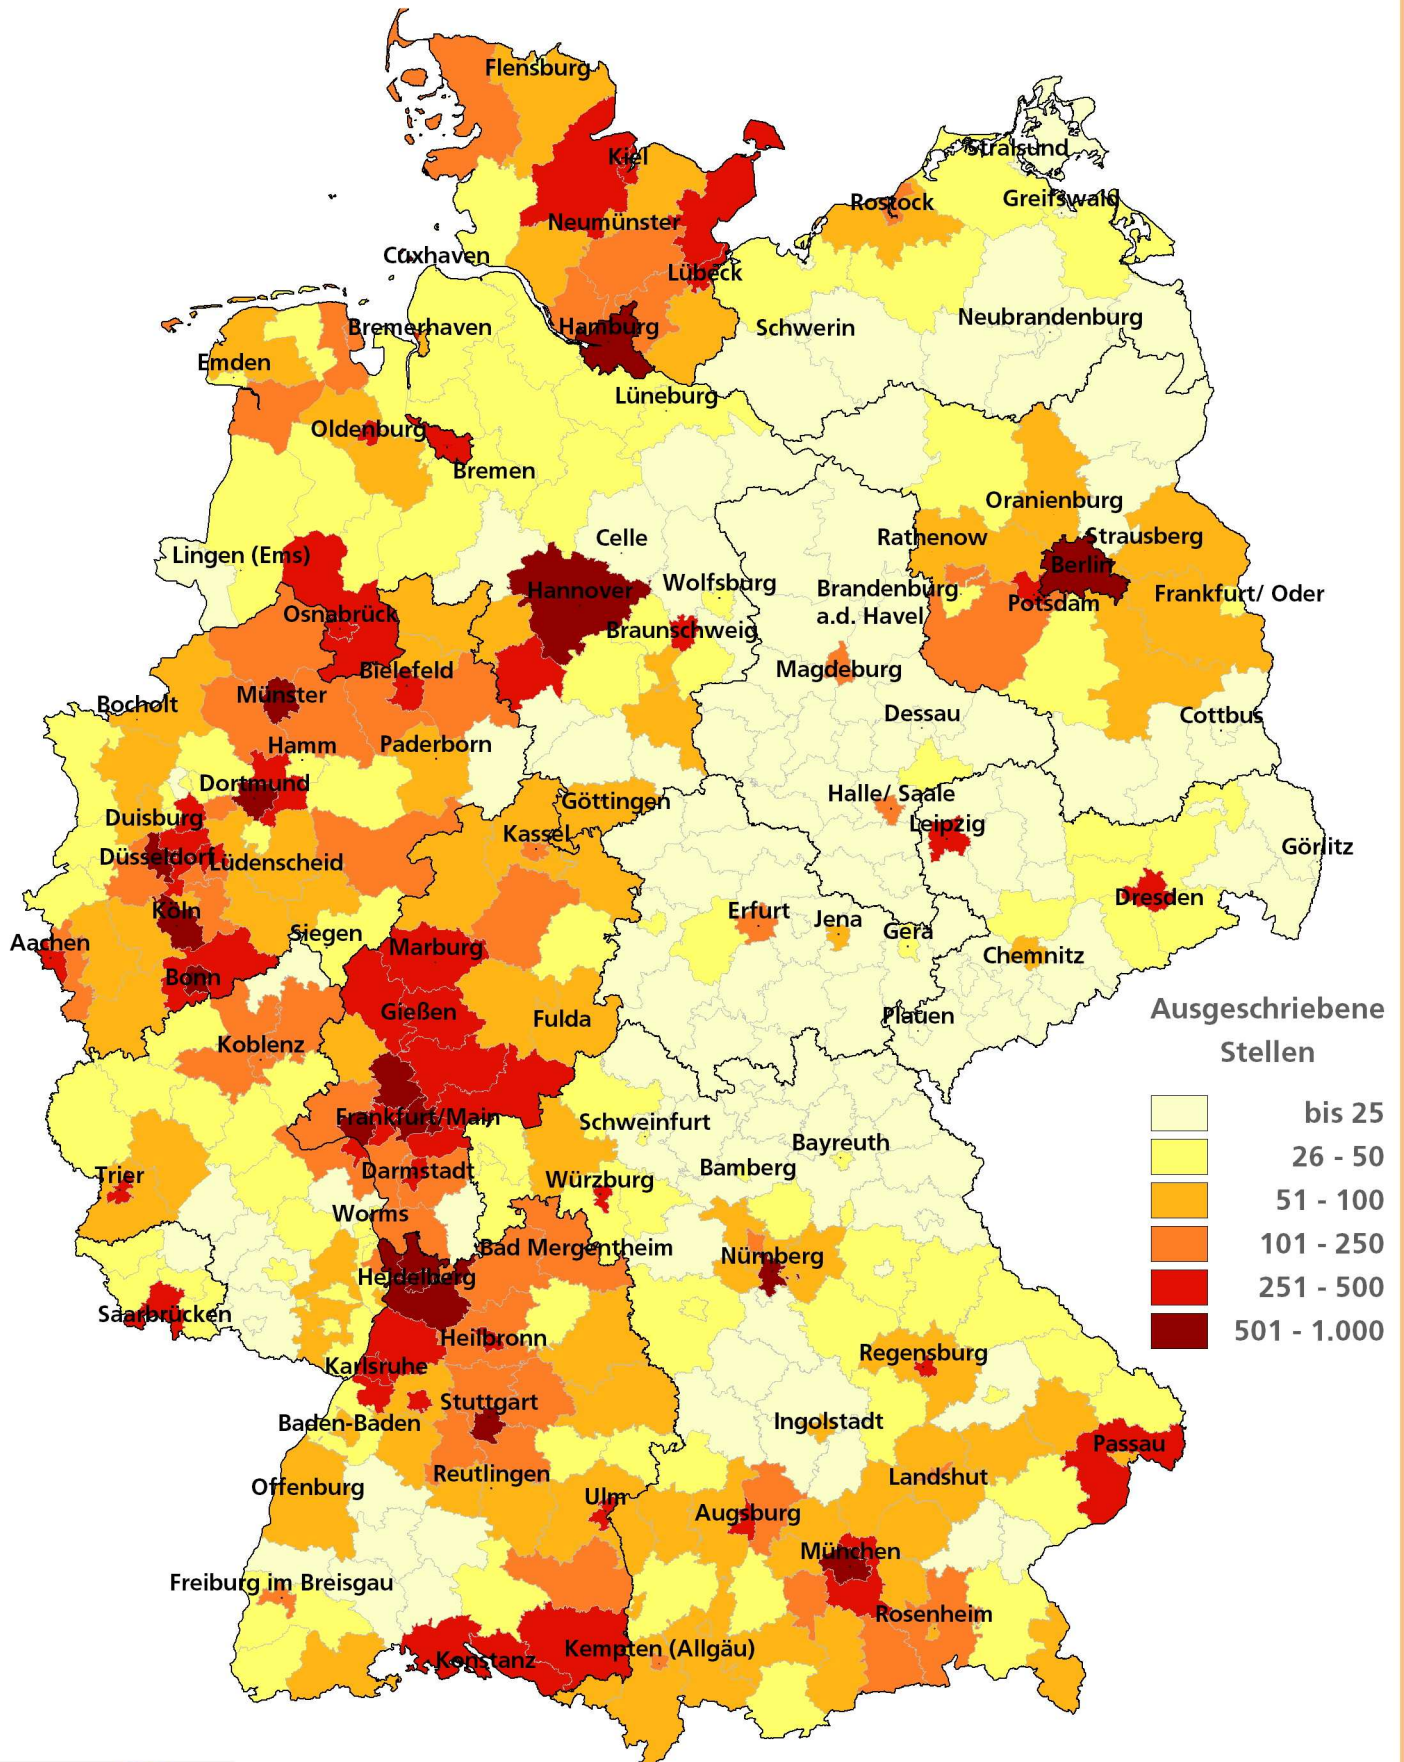 Flensburg
Stralsund
Kiel
Rostock
Greifswald
Neumünster
Cuxhaven
Lübeck
Bremerhaven
Hamburg
Schwerin
Neubrandenburg
Emden
Lüneburg
Oldenburg
Bremen
Oranienburg
Celle
Rathenow
Strausberg
Lingen (Ems)
Berlin
Hannover
Wolfsburg
Brandenburg
a.d. Havel
Potsdam
Frankfurt/ Oder
Osnabrück
Braunschweig
Bielefeld
Magdeburg
Münster
Bocholt
Dessau
Cottbus
Hamm
Paderborn
Dortmund
Göttingen
Halle/ Saale
Duisburg
Leipzig
Kassel
Görlitz
Düsseldorf
Lüdenscheid
Dresden
Köln
Erfurt
Jena
Gera
Siegen
Aachen
Marburg
Chemnitz
Bonn
Gießen
Fulda
Plauen
Koblenz
Frankfurt/Main
Schweinfurt
Bayreuth
Bamberg
Trier
Darmstadt
Würzburg
Worms
Bad Mergentheim
Nürnberg
Heidelberg
Saarbrücken
Heilbronn
Karlsruhe
Regensburg
Stuttgart
Baden-Baden
Ingolstadt
Passau
Offenburg
Reutlingen
Landshut
Ulm
Augsburg
München
Freiburg im Breisgau
Rosenheim
Konstanz
Kempten (Allgäu)
Ausgeschriebene
Stellen
bis 25
26 - 50
51 - 100
101 - 250
251 - 500
501 - 1.000